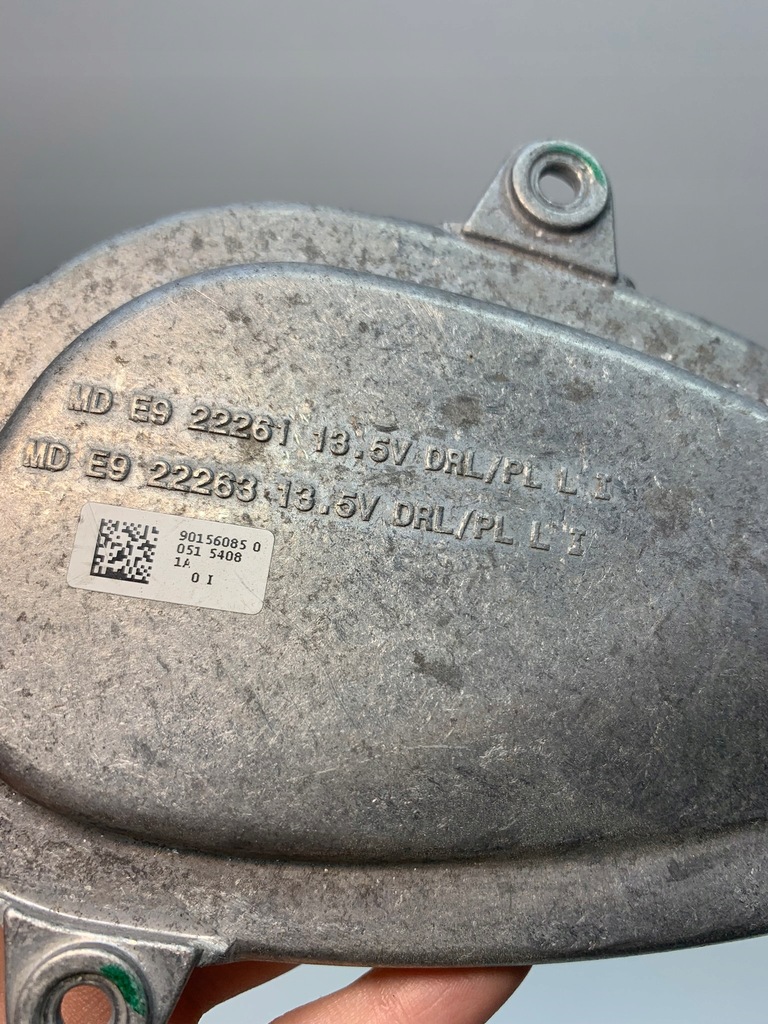 MD E9 22261 13.5V DRL/PL L I
MD E9 22263 13.5V DRL/PL L I
90156085 0
051 5408
1A
0 I